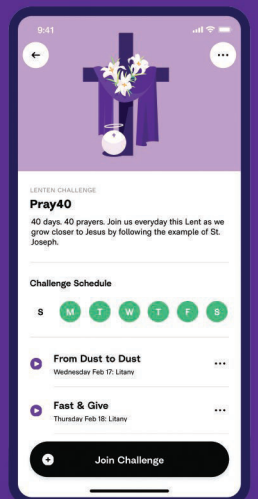 9:41
LENTEN CHALLENGE
Pray40
40 days. 40 prayers. Join us everyday this Lent as we
grow closer to Jesus by following the example of St.
Joseph.
Challenge Schedule
S M T W T F S
From Dust to Dust
Wednesday Feb 17: Litany
Fast & Give
Thursday Feb 18: Litany
Join Challenge